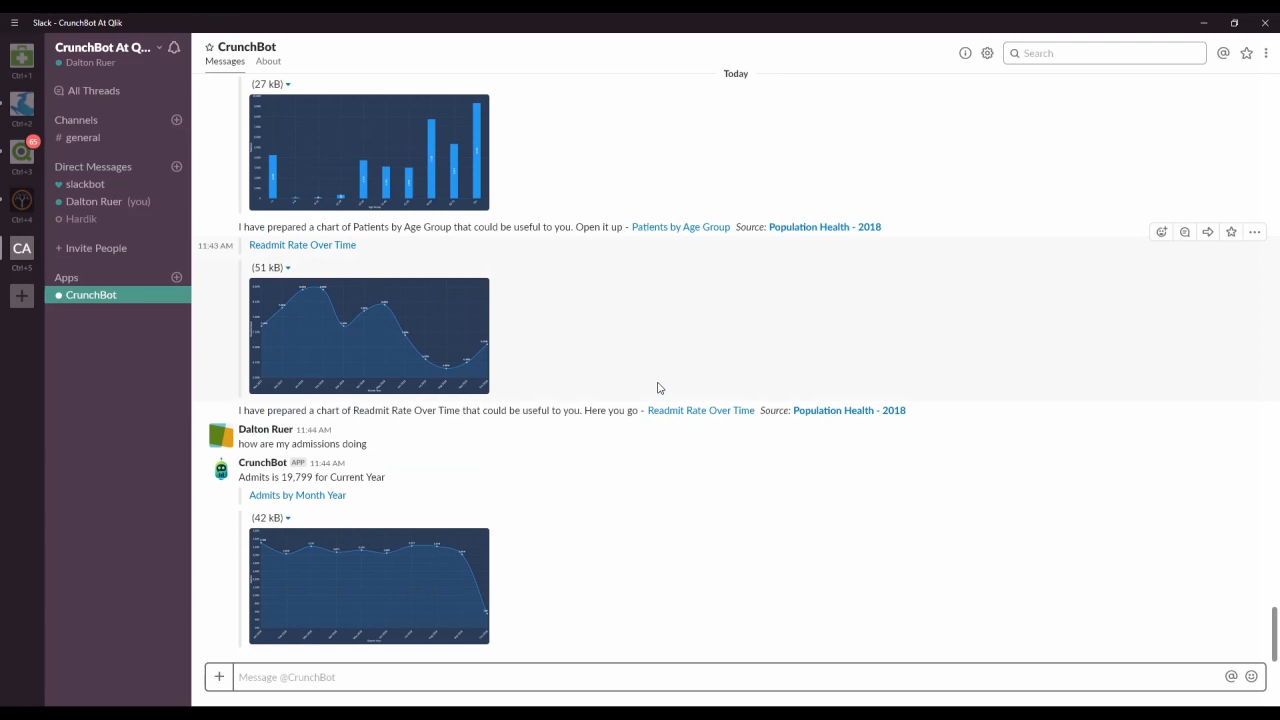 Slack - CrunchBot At Qlik
Ctrl+1
Ctrl+2
65
Ctrl+3
Ctrl+4
CA
Ctrl+5
CrunchBot At Q...
Dalton Ruer
All Threads
Channels
# general
Direct Messages
slackbot
Dalton Ruer (you)
Hardik
+ Invite People
Apps
CrunchBot
CrunchBot
Messages About
Search
Today
(27 kB)
I have prepared a chart of Patients by Age Group that could be useful to you. Open it up - Patients by Age Group Source: Population Health - 2018
11:43 AM Readmit Rate Over Time
(51 kB)
I have prepared a chart of Readmit Rate Over Time that could be useful to you. Here you go - Readmit Rate Over Time Source: Population Health - 2018
Dalton Ruer 11:44 AM
how are my admissions doing
CrunchBot APP 11:44 AM
Admits is 19,799 for Current Year
Admits by Month Year
(42 kB)
Message @CrunchBot